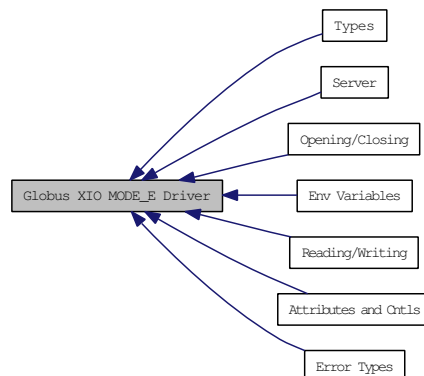 Types
Server
Opening/Closing
Globus XIO MODE_E Driver
Env Variables
Reading/Writing
Attributes and Cntls
Error Types